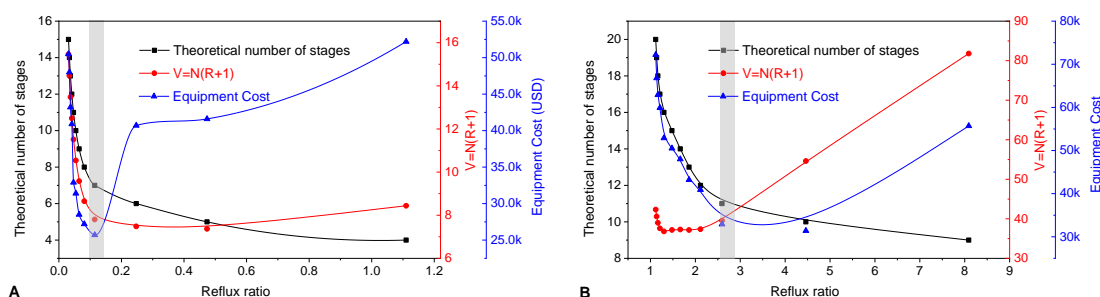 16
14
12
10
8
6
4
Theoretical number of stages
0.0 0.2 0.4 0.6 0.8 1.0 1.2
Reflux ratio
Theoretical number of stages
V=N(R+1)
Equipment Cost
16
14
12
10
8
6
V=N(R+1)
55.0k
50.0k
45.0k
40.0k
35.0k
30.0k
25.0k
Equipment Cost (USD)
A
20
18
16
14
12
10
8
Theoretical number of stages
1 2 3 4 5 6 7 8 9
Reflux ratio
Theoretical number of stages
V=N(R+1)
Equipment Cost
90
80
70
60
50
40
30
V=N(R+1)
80k
70k
60k
50k
40k
30k
Equipment Cost
B